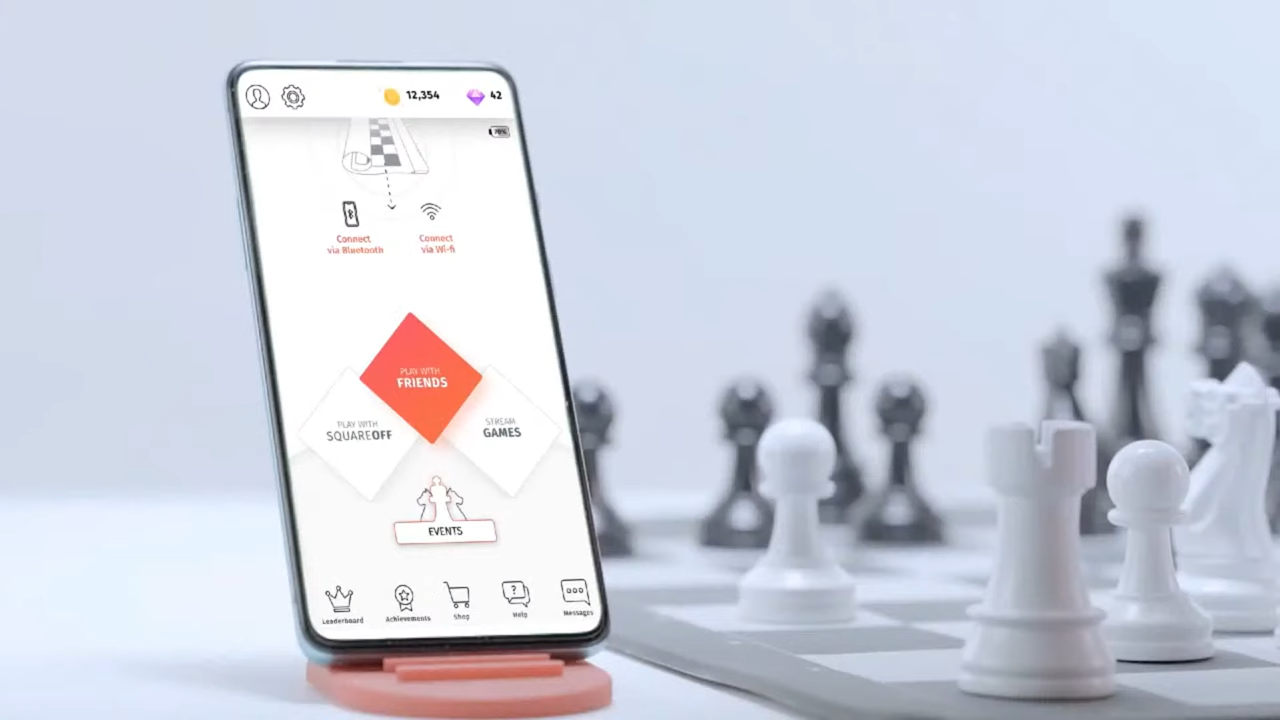 12,354
42
78%
Connect
via Bluetooth
Connect
via Wi-fi
PLAY WITH
FRIENDS
PLAY WITH
SQUAREOFF
STREAM
GAMES
EVENTS
Leaderboard
Achievements
Shop
Help
Messages